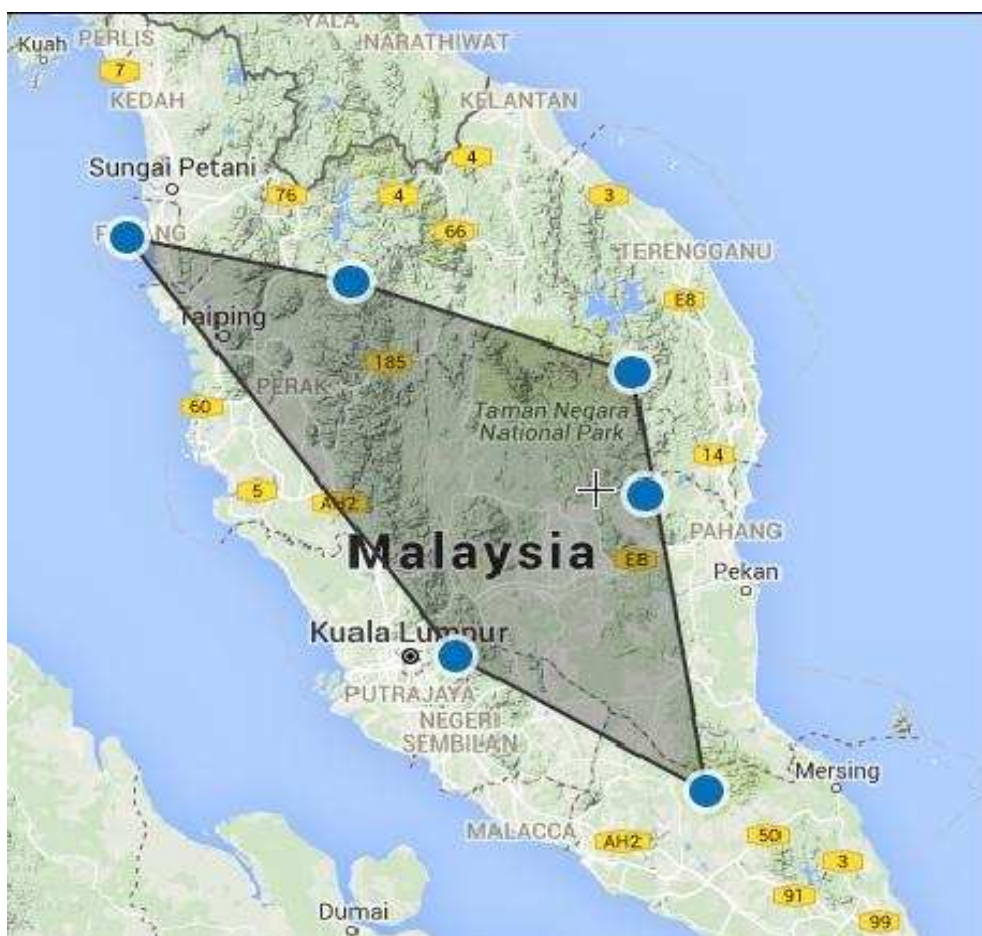 YALA
Kuah
PERLIS
NARATHIWAT
7
KEDAH
KELANTAN
Sungai Petani
4
76
4
3
66
TERENGGANU
E8
Taiping
185
PERAK
60
Taman Negara
National Park
14
5
AH2
PAHANG
Malaysia
E8
Pekan
Kuala Lumpur
PUTRAJAYA
NEGERI
SEMBILAN
Mersing
MALACCA
AH2
50
3
91
Dumai
99